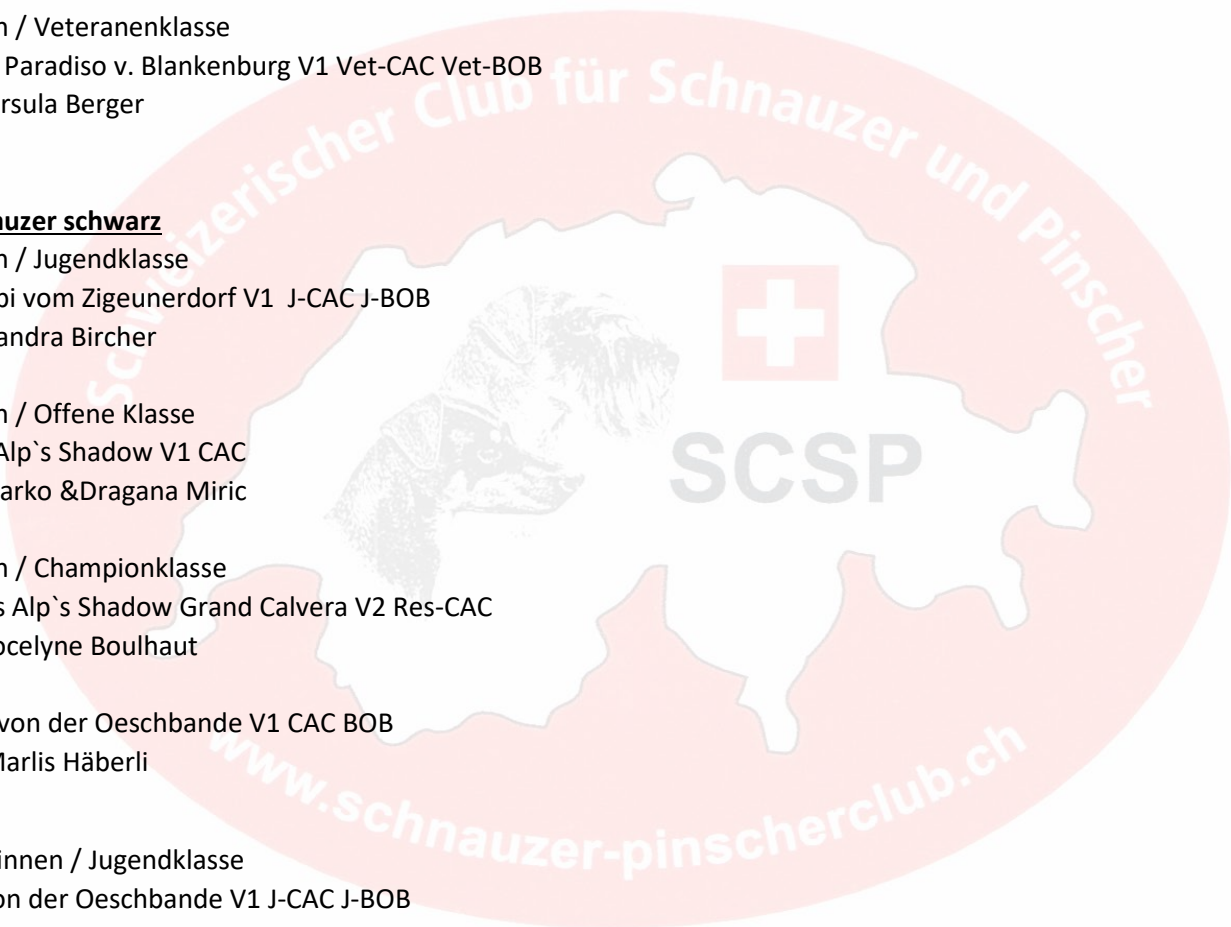 n / Veteranenklasse
Paradiso v. Blankenburg V1 Vet-CAC Vet-BOB
rsula Berger
auzer schwarz
n / Jugendklasse
bi vom Zigeunerdorf V1 J-CAC J-BOB
andra Bircher
n / Offene Klasse
Alp`s Shadow V1 CAC
arko &Dragana Miric
n / Championklasse
s Alp`s Shadow Grand Calvera V2 Res-CAC
ocelyne Boulhaut
von der Oeschbande V1 CAC BOB
Marlis Häberli
innen / Jugendklasse
on der Oeschbande V1 J-CAC J-BOB
Schweizerischer Club für Schnauzer und Pinscher
SCSP
www.schnauzer-pinscherclub.ch